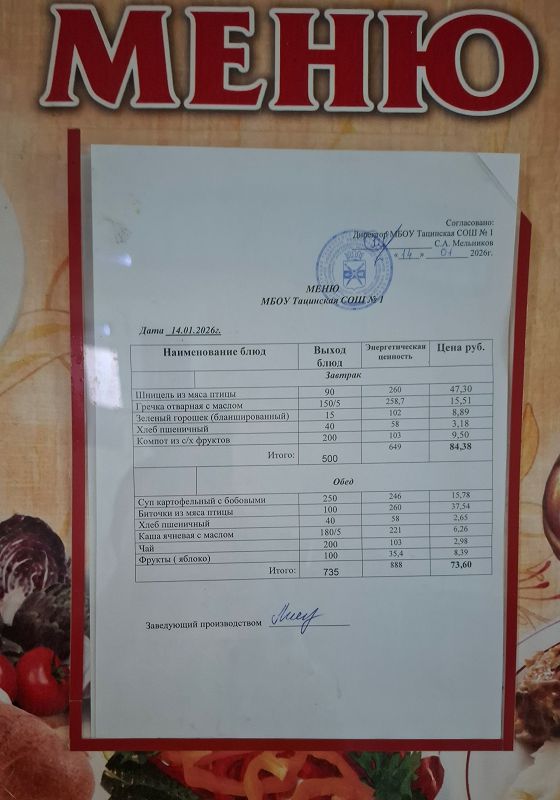 МЕНЮ
Согласовано:
Директор МБОУ Тацинская СОШ № 1
С.А. Мельников
«14» 01 2026г.
МЕНЮ
МБОУ Тацинская СОШ № 1
Дата 14.01.2026г.
Наименование блюд Выход блюд Энергетическая ценность Цена руб.
Завтрак
Шницель из мяса птицы 90 260 47,30
Гречка отварная с маслом 150/5 258,7 15,51
Зеленый горошек (бланшированный) 15 102 8,89
Хлеб пшеничный 40 58 3,18
Компот из с/х фруктов 200 103 9,50
Итого: 500 649 84,38
Обед
Суп картофельный с бобовыми 250 246 15,78
Биточки из мяса птицы 100 260 37,54
Хлеб пшеничный 40 58 2,65
Каша ячневая с маслом 180/5 221 6,26
Чай 200 103 2,98
Фрукты ( яблоко) 100 35,4 8,39
Итого: 735 888 73,60
Заведующий производством